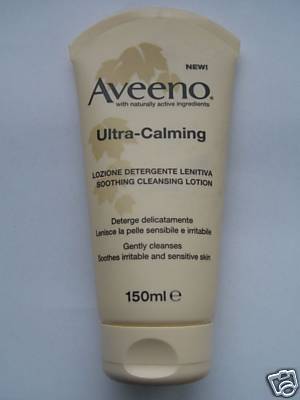 NEW!
Aveeno®
with naturally active ingredients
Ultra-Calming
LOZIONE DETERGENTE LENITIVA
SOOTHING CLEANSING LOTION
Deterge delicatamente
Lenisce la pelle sensibile e irritabile
Gently cleanses
Soothes irritable and sensitive skin
150ml ℮